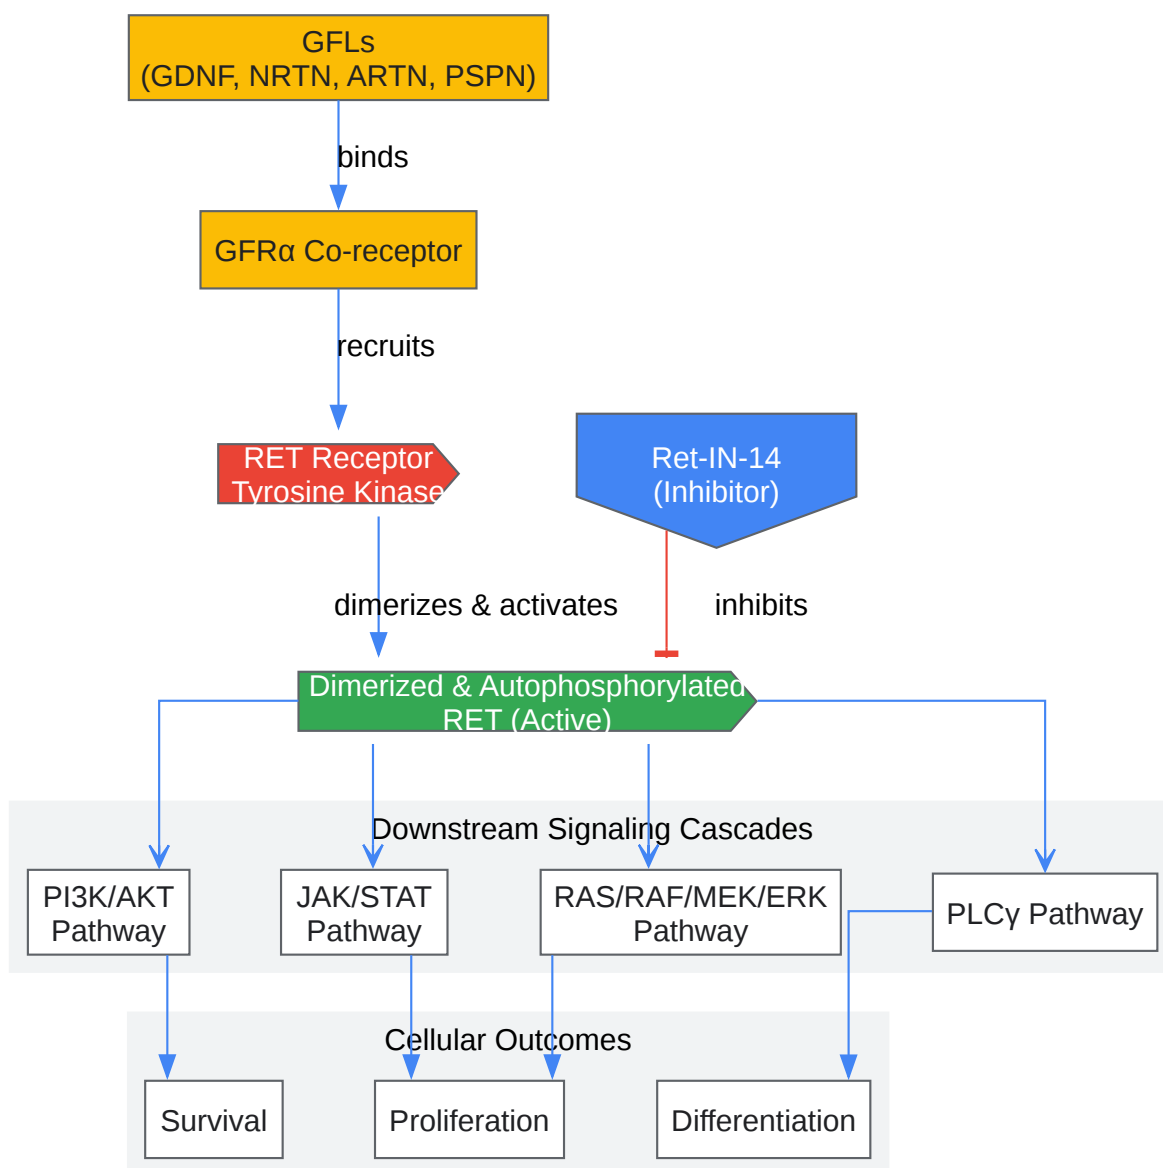 GFLs
(GDNF, NRTN, ARTN, PSPN)
binds
GFRα Co-receptor
recruits
RET Receptor
Tyrosine Kinase
Ret-IN-14
(Inhibitor)
dimerizes & activates
inhibits
Dimerized & Autophosphorylated
RET (Active)
Downstream Signaling Cascades
PI3K/AKT
Pathway
JAK/STAT
Pathway
RAS/RAF/MEK/ERK
Pathway
PLCγ Pathway
Cellular Outcomes
Survival
Proliferation
Differentiation